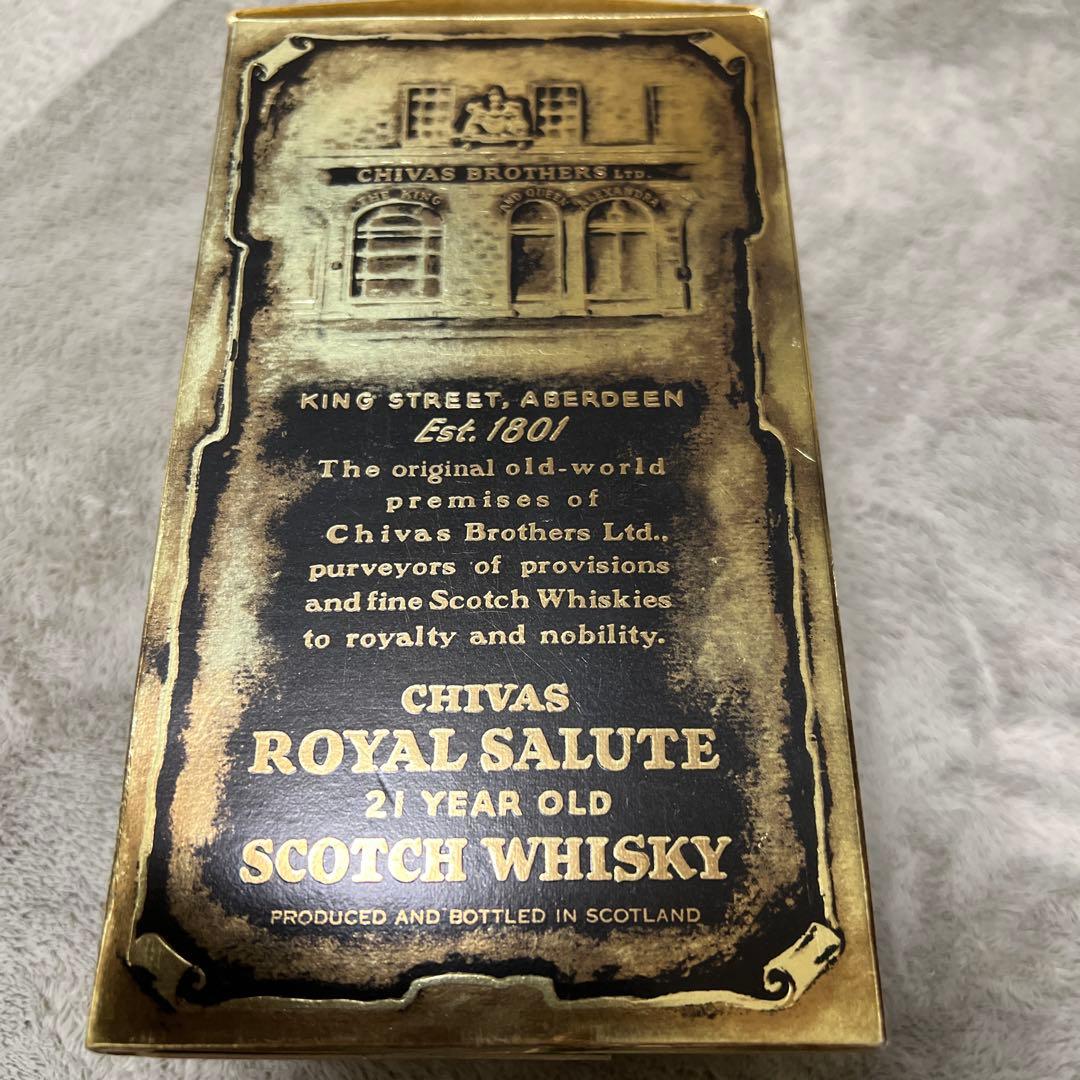 CHIVAS BROTHERS LTD.
THE KING AND QUEEN ALEXANDRA
KING STREET, ABERDEEN
Est. 1801
The original old-world
premises of
Chivas Brothers Ltd.,
purveyors of provisions
and fine Scotch Whiskies
to royalty and nobility.
CHIVAS
ROYAL SALUTE
21 YEAR OLD
SCOTCH WHISKY
PRODUCED AND BOTTLED IN SCOTLAND